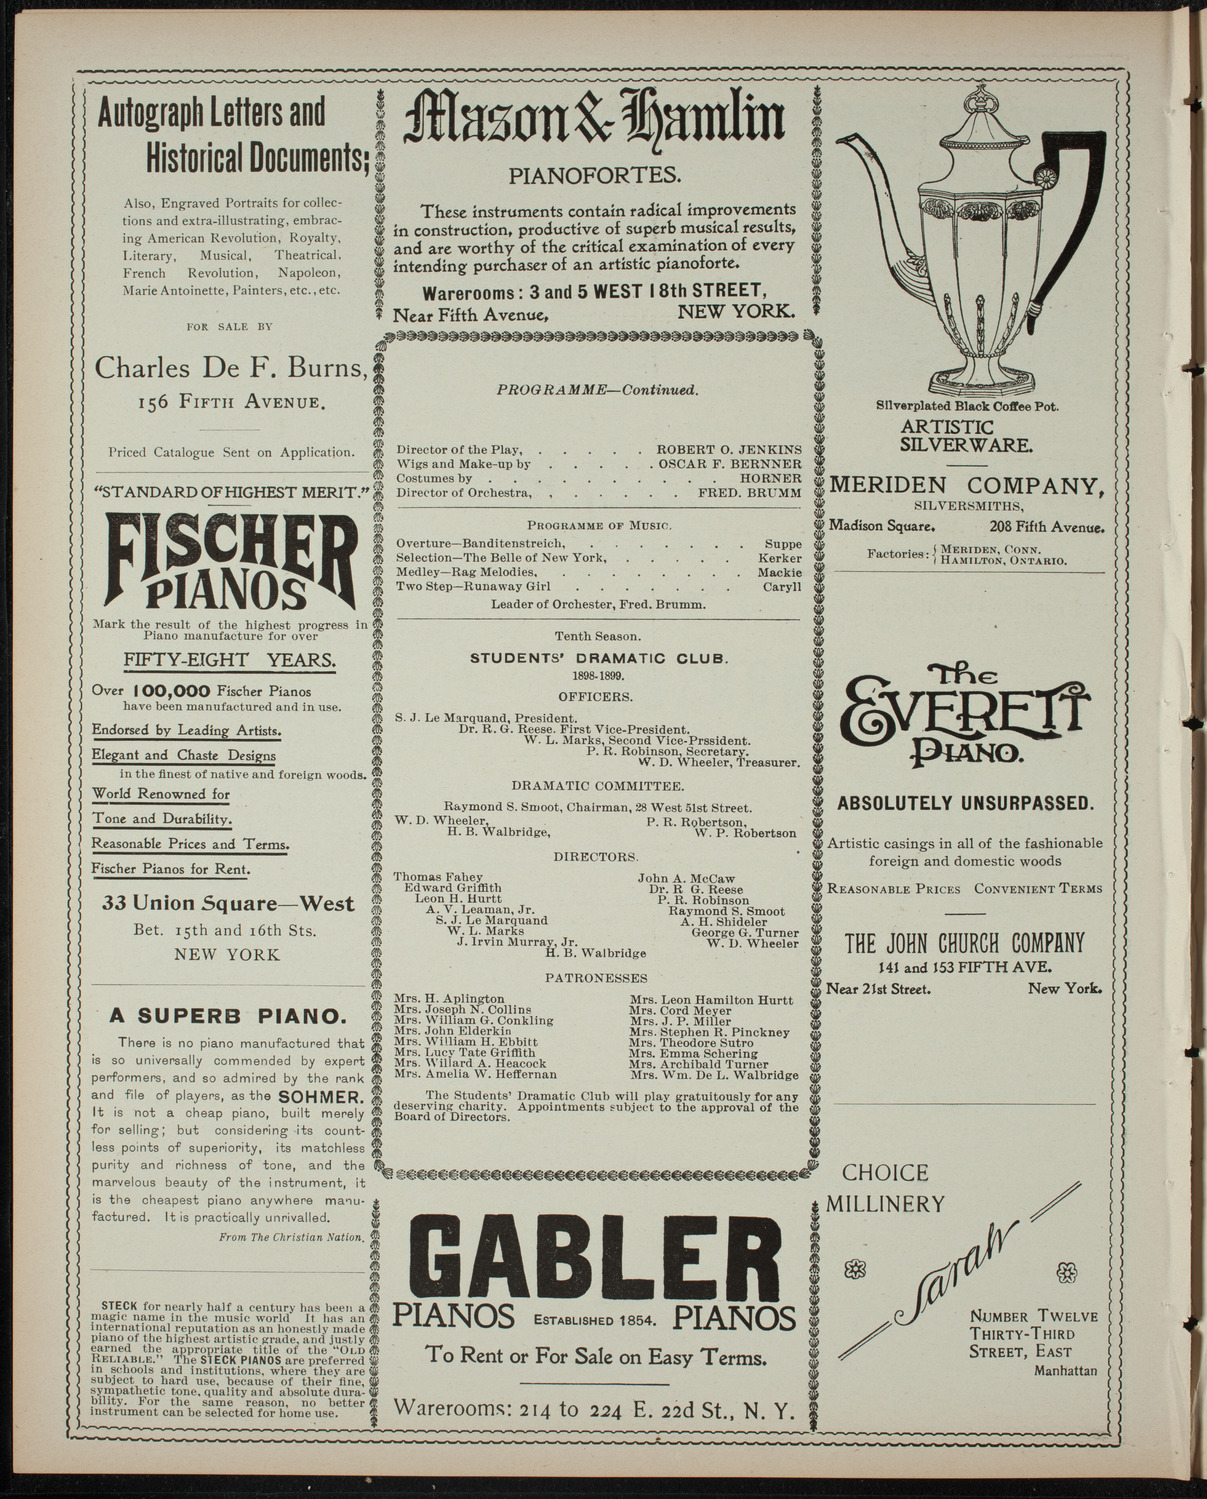 Autograph Letters and
Historical Documents;
Also, Engraved Portraits for collec-
tions and extra-illustrating, embrac-
ing American Revolution, Royalty,
Literary, Musical, Theatrical,
French Revolution, Napoleon,
Marie Antoinette, Painters, etc., etc.
FOR SALE BY
Charles De F. Burns,
156 FIFTH AVENUE.
Priced Catalogue Sent on Application.
"STANDARD OF HIGHEST MERIT."
FISCHER
PIANOS
Mark the result of the highest progress in
Piano manufacture for over
FIFTY-EIGHT YEARS.
Over 100,000 Fischer Pianos
have been manufactured and in use.
Endorsed by Leading Artists.
Elegant and Chaste Designs
in the finest of native and foreign woods.
World Renowned for
Tone and Durability.
Reasonable Prices and Terms.
Fischer Pianos for Rent.
33 Union Square—West
Bet. 15th and 16th Sts.
NEW YORK
A SUPERB PIANO.
There is no piano manufactured that
is so universally commended by expert
performers, and so admired by the rank
and file of players, as the SOHMER.
It is not a cheap piano, built merely
for selling; but considering its count-
less points of superiority, its matchless
purity and richness of tone, and the
marvelous beauty of the instrument, it
is the cheapest piano anywhere manu-
factured. It is practically unrivalled.
From The Christian Nation.
STECK for nearly half a century has been a
magic name in the music world It has an
international reputation as an honestly made
piano of the highest artistic grade, and justly
earned the appropriate title of the "OLD
RELIABLE." The STECK PIANOS are preferred
in schools and institutions, where they are
subject to hard use, because of their fine,
sympathetic tone, quality and absolute dura-
bility. For the same reason, no better
instrument can be selected for home use.
Mason & Hamlin
PIANOFORTES.
These instruments contain radical improvements
in construction, productive of superb musical results,
and are worthy of the critical examination of every
intending purchaser of an artistic pianoforte.
Warerooms: 3 and 5 WEST 18th STREET,
Near Fifth Avenue, NEW YORK.
PROGRAMME—Continued.
Director of the Play, . . . . . ROBERT O. JENKINS
Wigs and Make-up by . . . . . OSCAR F. BERNNER
Costumes by . . . . . . . . . . HORNER
Director of Orchestra, , . . . . . . FRED. BRUMM
PROGRAMME OF MUSIC.
Overture—Banditenstreich, . . . . . . . Suppe
Selection—The Belle of New York, . . . . . Kerker
Medley—Rag Melodies, . . . . . . . . Mackie
Two Step—Runaway Girl . . . . . . . Caryll
Leader of Orchester, Fred. Brumm.
Tenth Season.
STUDENTS' DRAMATIC CLUB.
1898-1899.
OFFICERS.
S. J. Le Marquand, President.
Dr. R. G. Reese. First Vice-President.
W. L. Marks, Second Vice-Prssident.
P. R. Robinson, Secretary.
W. D. Wheeler, Treasurer.
DRAMATIC COMMITTEE.
Raymond S. Smoot, Chairman, 28 West 51st Street.
W. D. Wheeler, P. R. Robertson,
H. B. Walbridge, W. P. Robertson
DIRECTORS.
Thomas Fahey John A. McCaw
Edward Griffith Dr. R G. Reese
Leon H. Hurtt P. R. Robinson
A. V. Leaman, Jr. Raymond S. Smoot
S. J. Le Marquand A. H. Shideler
W. L. Marks George G. Turner
J. Irvin Murray, Jr. W. D. Wheeler
H. B. Walbridge
PATRONESSES
Mrs. H. Aplington Mrs. Leon Hamilton Hurtt
Mrs. Joseph N. Collins Mrs. Cord Meyer
Mrs. William G. Conkling Mrs. J. P. Miller
Mrs. John Elderkin Mrs. Stephen R. Pinckney
Mrs. William H. Ebbitt Mrs. Theodore Sutro
Mrs. Lucy Tate Griffith Mrs. Emma Schering
Mrs. Willard A. Heacock Mrs. Archibald Turner
Mrs. Amelia W. Heffernan Mrs. Wm. De L. Walbridge
The Students' Dramatic Club will play gratuitously for any
deserving charity. Appointments subject to the approval of the
Board of Directors.
GABLER
PIANOS ESTABLISHED 1854. PIANOS
To Rent or For Sale on Easy Terms.
Warerooms: 214 to 224 E. 22d St., N. Y.
Silverplated Black Coffee Pot.
ARTISTIC
SILVERWARE.
MERIDEN COMPANY,
SILVERSMITHS,
Madison Square. 208 Fifth Avenue.
Factories: { MERIDEN, CONN.
HAMILTON, ONTARIO.
The
EVERETT
PIANO.
ABSOLUTELY UNSURPASSED.
Artistic casings in all of the fashionable
foreign and domestic woods
REASONABLE PRICES CONVENIENT TERMS
THE JOHN CHURCH COMPANY
141 and 153 FIFTH AVE.
Near 21st Street. New York.
CHOICE
MILLINERY
Sarah
NUMBER TWELVE
THIRTY-THIRD
STREET, EAST
Manhattan